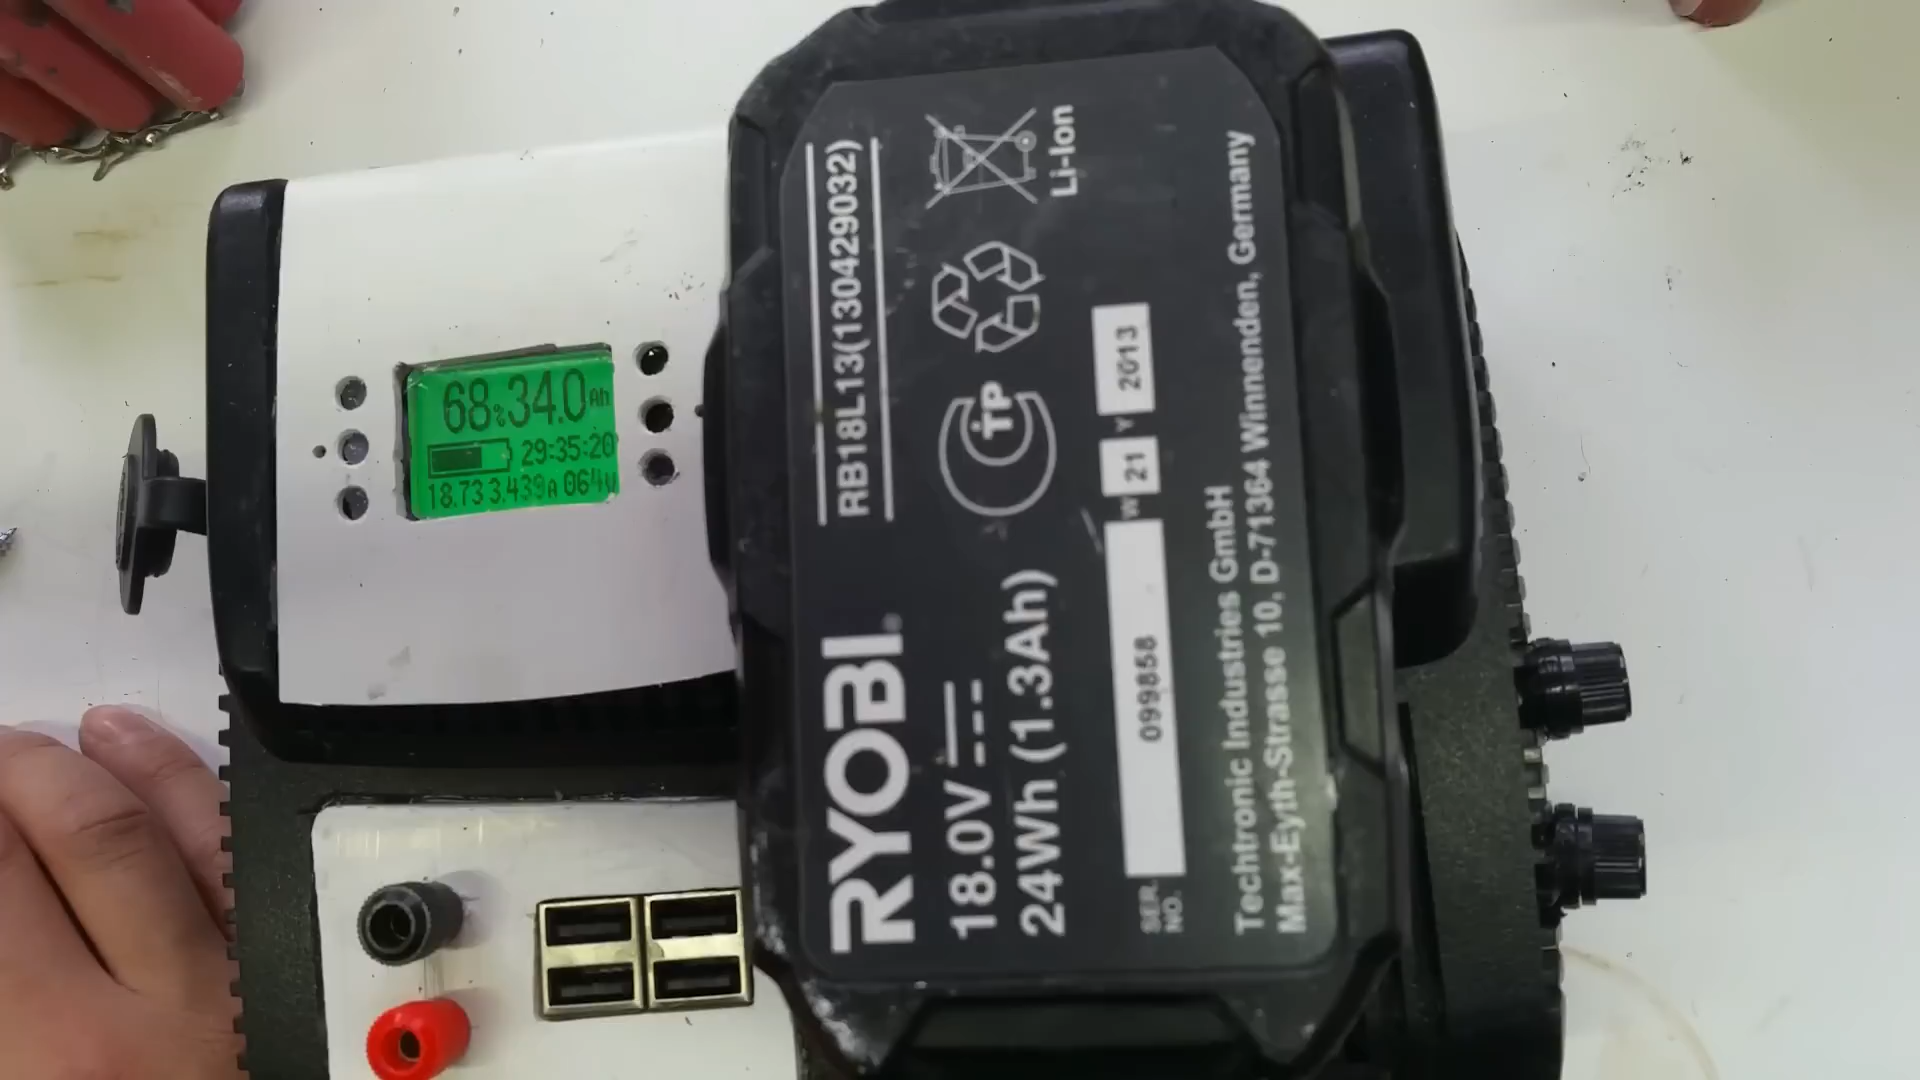 68%34.0Ah
29:35:20
18.73 3.439A 064W
RYOBI®
RB18L13(130429032)
18.0V
24Wh (1.3Ah)
TP
Li-Ion
SER. NO. 099858 W 21 Y 2013
Techtronic Industries GmbH
Max-Eyth-Strasse 10, D-71364 Winnenden, Germany